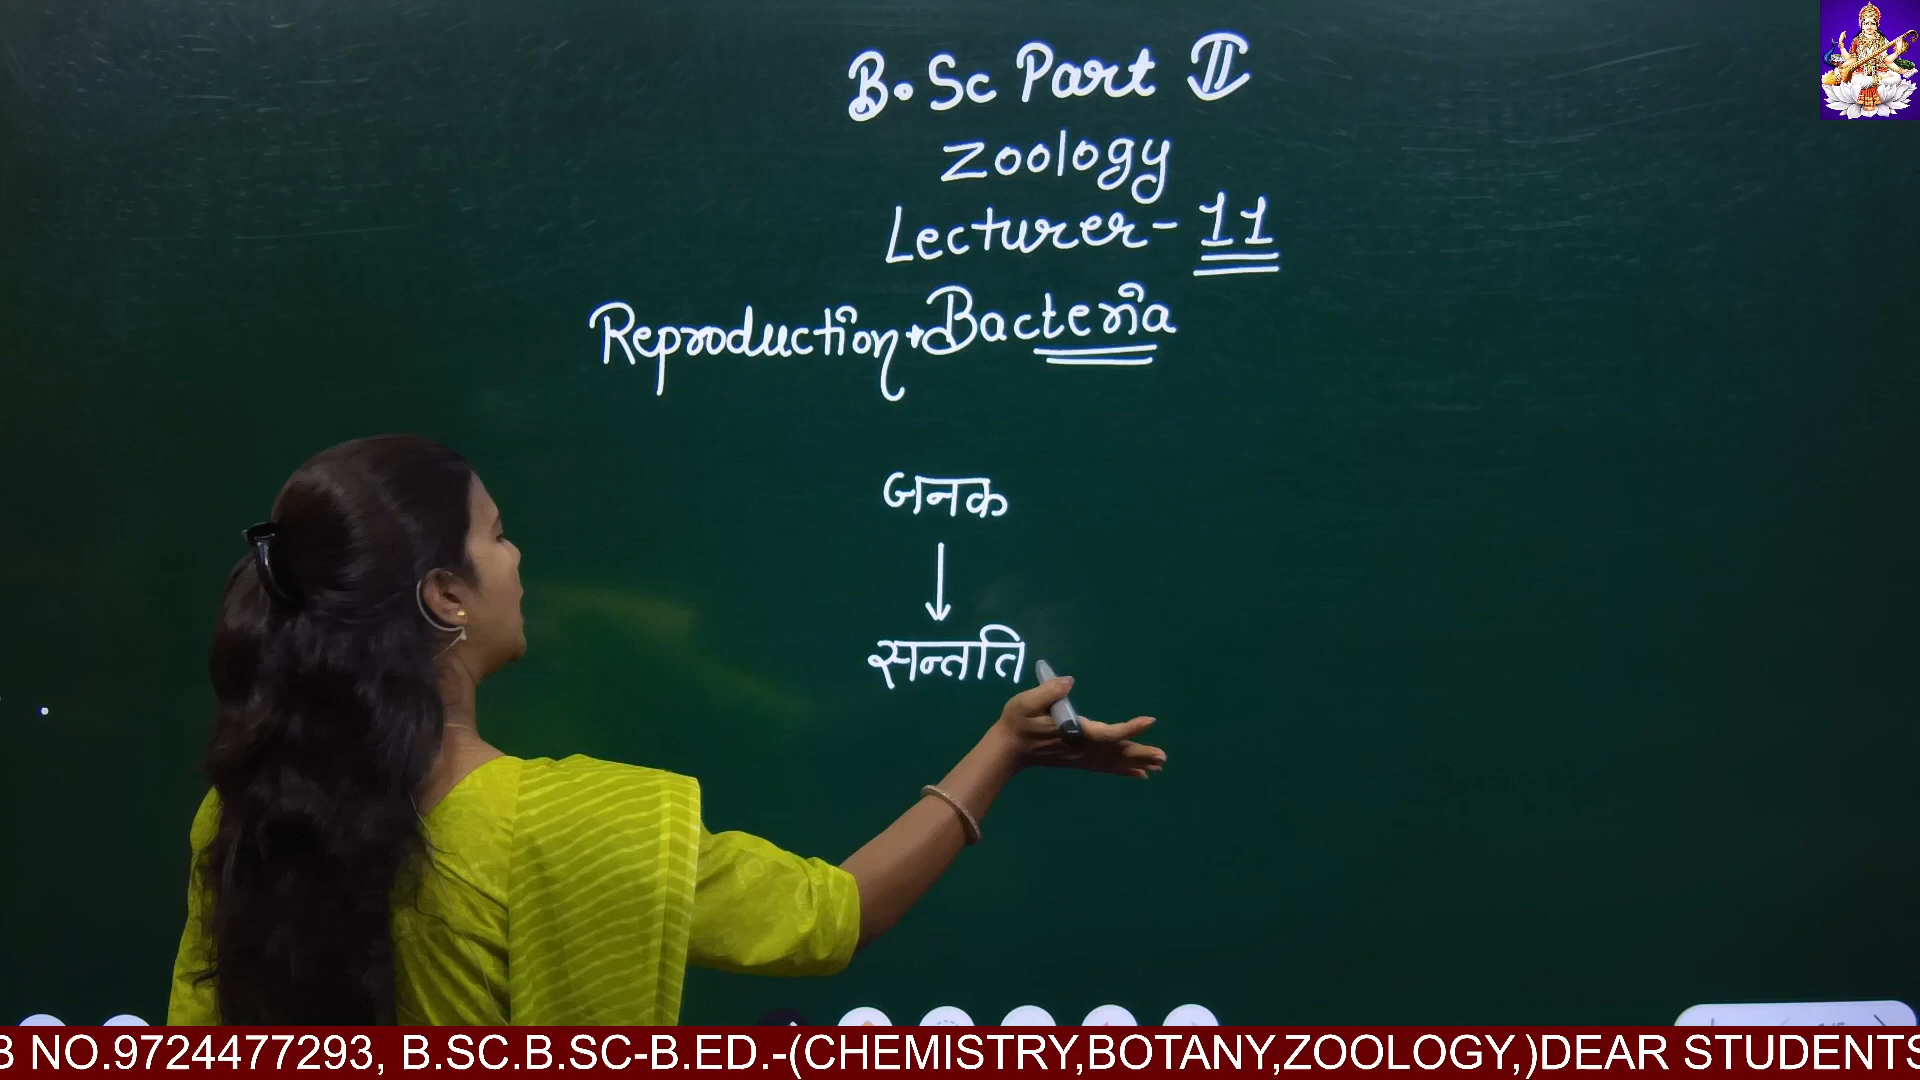 B.Sc Part II
Zoology
Lecturer- 11
Reproduction + Bacteria
जनक
सन्तति
B NO.9724477293, B.SC.B.SC-B.ED.-(CHEMISTRY,BOTANY,ZOOLOGY,)DEAR STUDENTS